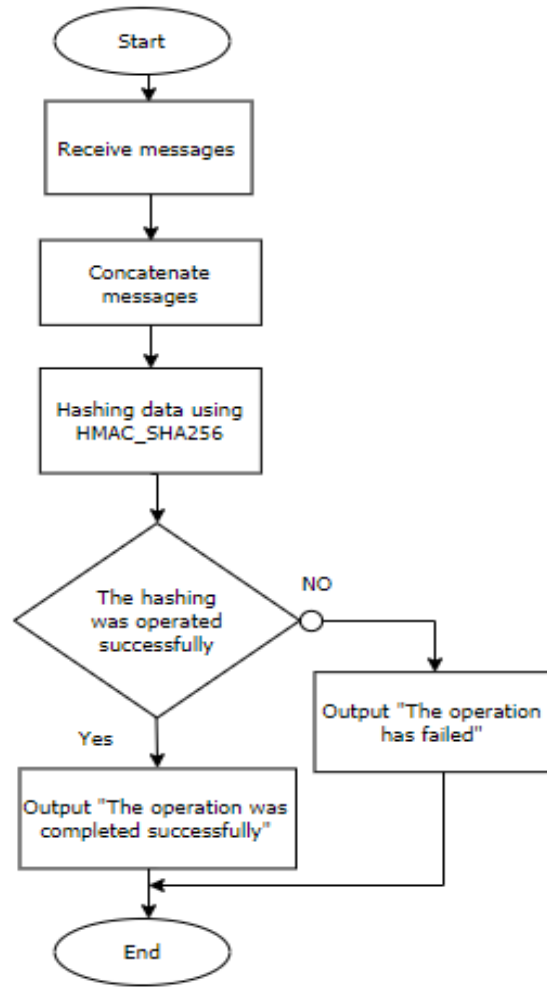 Start
Receive messages
Concatenate
messages
Hashing data using
HMAC_SHA256
The hashing
was operated
successfully
NO
Output "The operation
has failed"
Yes
Output "The operation was
completed successfully"
End